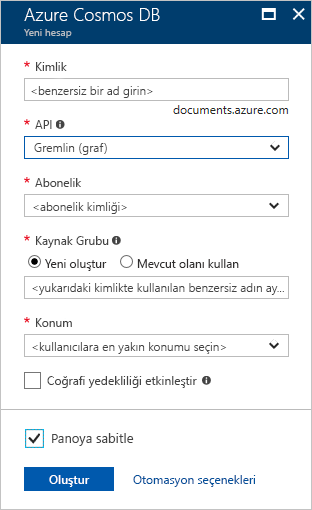 Azure Cosmos DB
Yeni hesap
* Kimlik
<benzersiz bir ad girin>
documents.azure.com
* API
Gremlin (graf)
* Abonelik
<abonelik kimliği>
* Kaynak Grubu
Yeni oluştur Mevcut olanı kullan
<yukarıdaki kimlikte kullanılan benzersiz adın ay...
* Konum
<kullanıcılara en yakın konumu seçin>
Coğrafi yedekliliği etkinleştir
Panoya sabitle
Oluştur Otomasyon seçenekleri